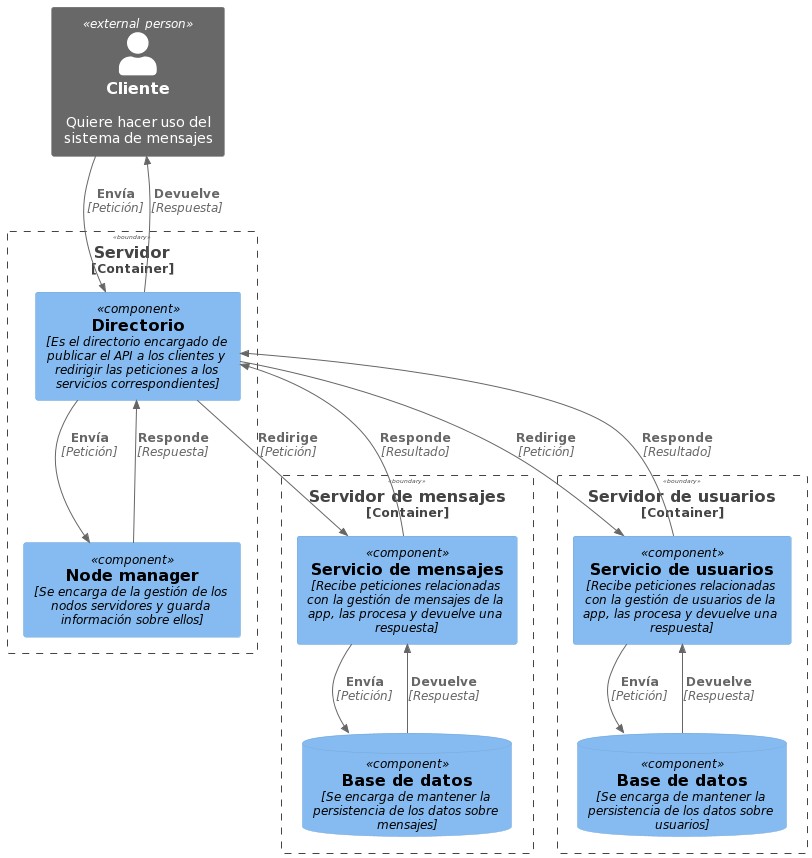 «external person»
Cliente
Quiere hacer uso del
sistema de mensajes
Envía
[Petición]
Devuelve
[Respuesta]
«boundary»
Servidor
[Container]
«component»
Directorio
[Es el directorio encargado de
publicar el API a los clientes y
redirigir las peticiones a los
servicios correspondientes]
Envía
[Petición]
Responde
[Respuesta]
Redirige
[Petición]
Responde
[Resultado]
Redirige
[Petición]
Responde
[Resultado]
«component»
Node manager
[Se encarga de la gestión de los
nodos servidores y guarda
información sobre ellos]
«boundary»
Servidor de mensajes
[Container]
«component»
Servicio de mensajes
[Recibe peticiones relacionadas
con la gestión de mensajes de la
app, las procesa y devuelve una
respuesta]
Envía
[Petición]
Devuelve
[Respuesta]
«component»
Base de datos
[Se encarga de mantener la
persistencia de los datos sobre
mensajes]
«boundary»
Servidor de usuarios
[Container]
«component»
Servicio de usuarios
[Recibe peticiones relacionadas
con la gestión de usuarios de la
app, las procesa y devuelve una
respuesta]
Envía
[Petición]
Devuelve
[Respuesta]
«component»
Base de datos
[Se encarga de mantener la
persistencia de los datos sobre
usuarios]